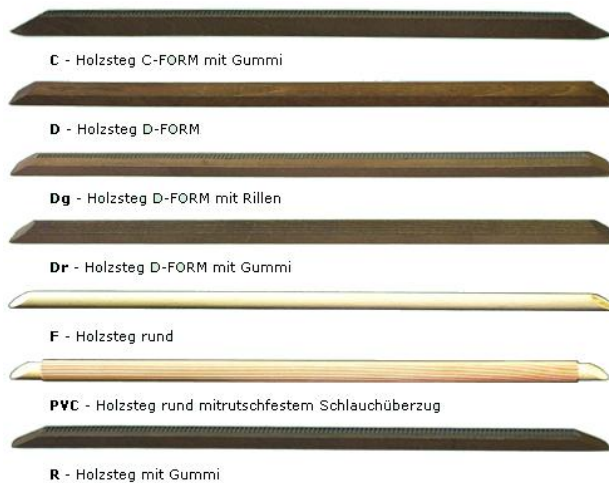 C - Holzsteg C-FORM mit Gummi
D - Holzsteg D-FORM
Dg - Holzsteg D-FORM mit Rillen
Dr - Holzsteg D-FORM mit Gummi
F - Holzsteg rund
PVC - Holzsteg rund mitrutschfestem Schlauchüberzug
R - Holzsteg mit Gummi